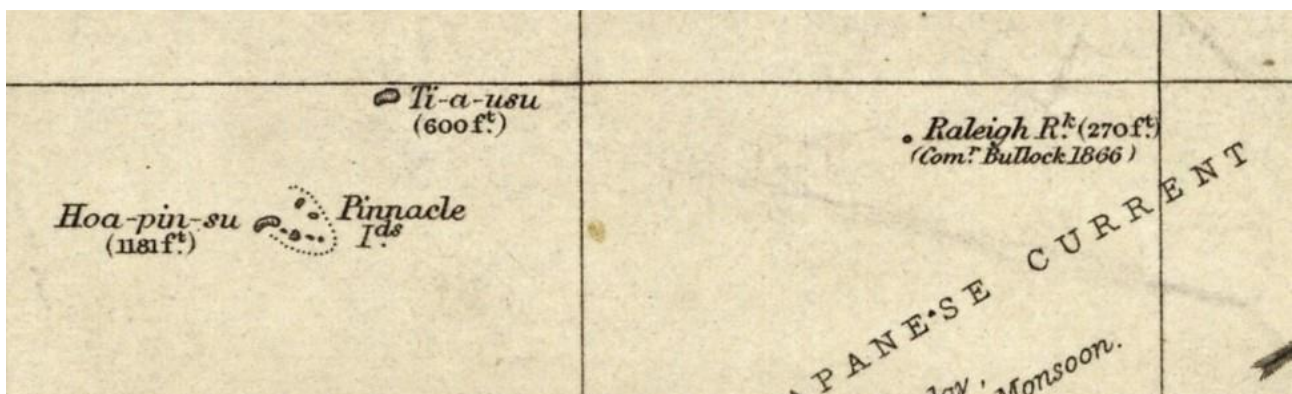 Ti-a-usu
(600 ft.)
Raleigh Rk. (270 ft.)
(Comr. Bullock 1866)
Hoa-pin-su
(1181 ft.)
Pinnacle
Ids.
APANESE CURRENT
Monsoon.